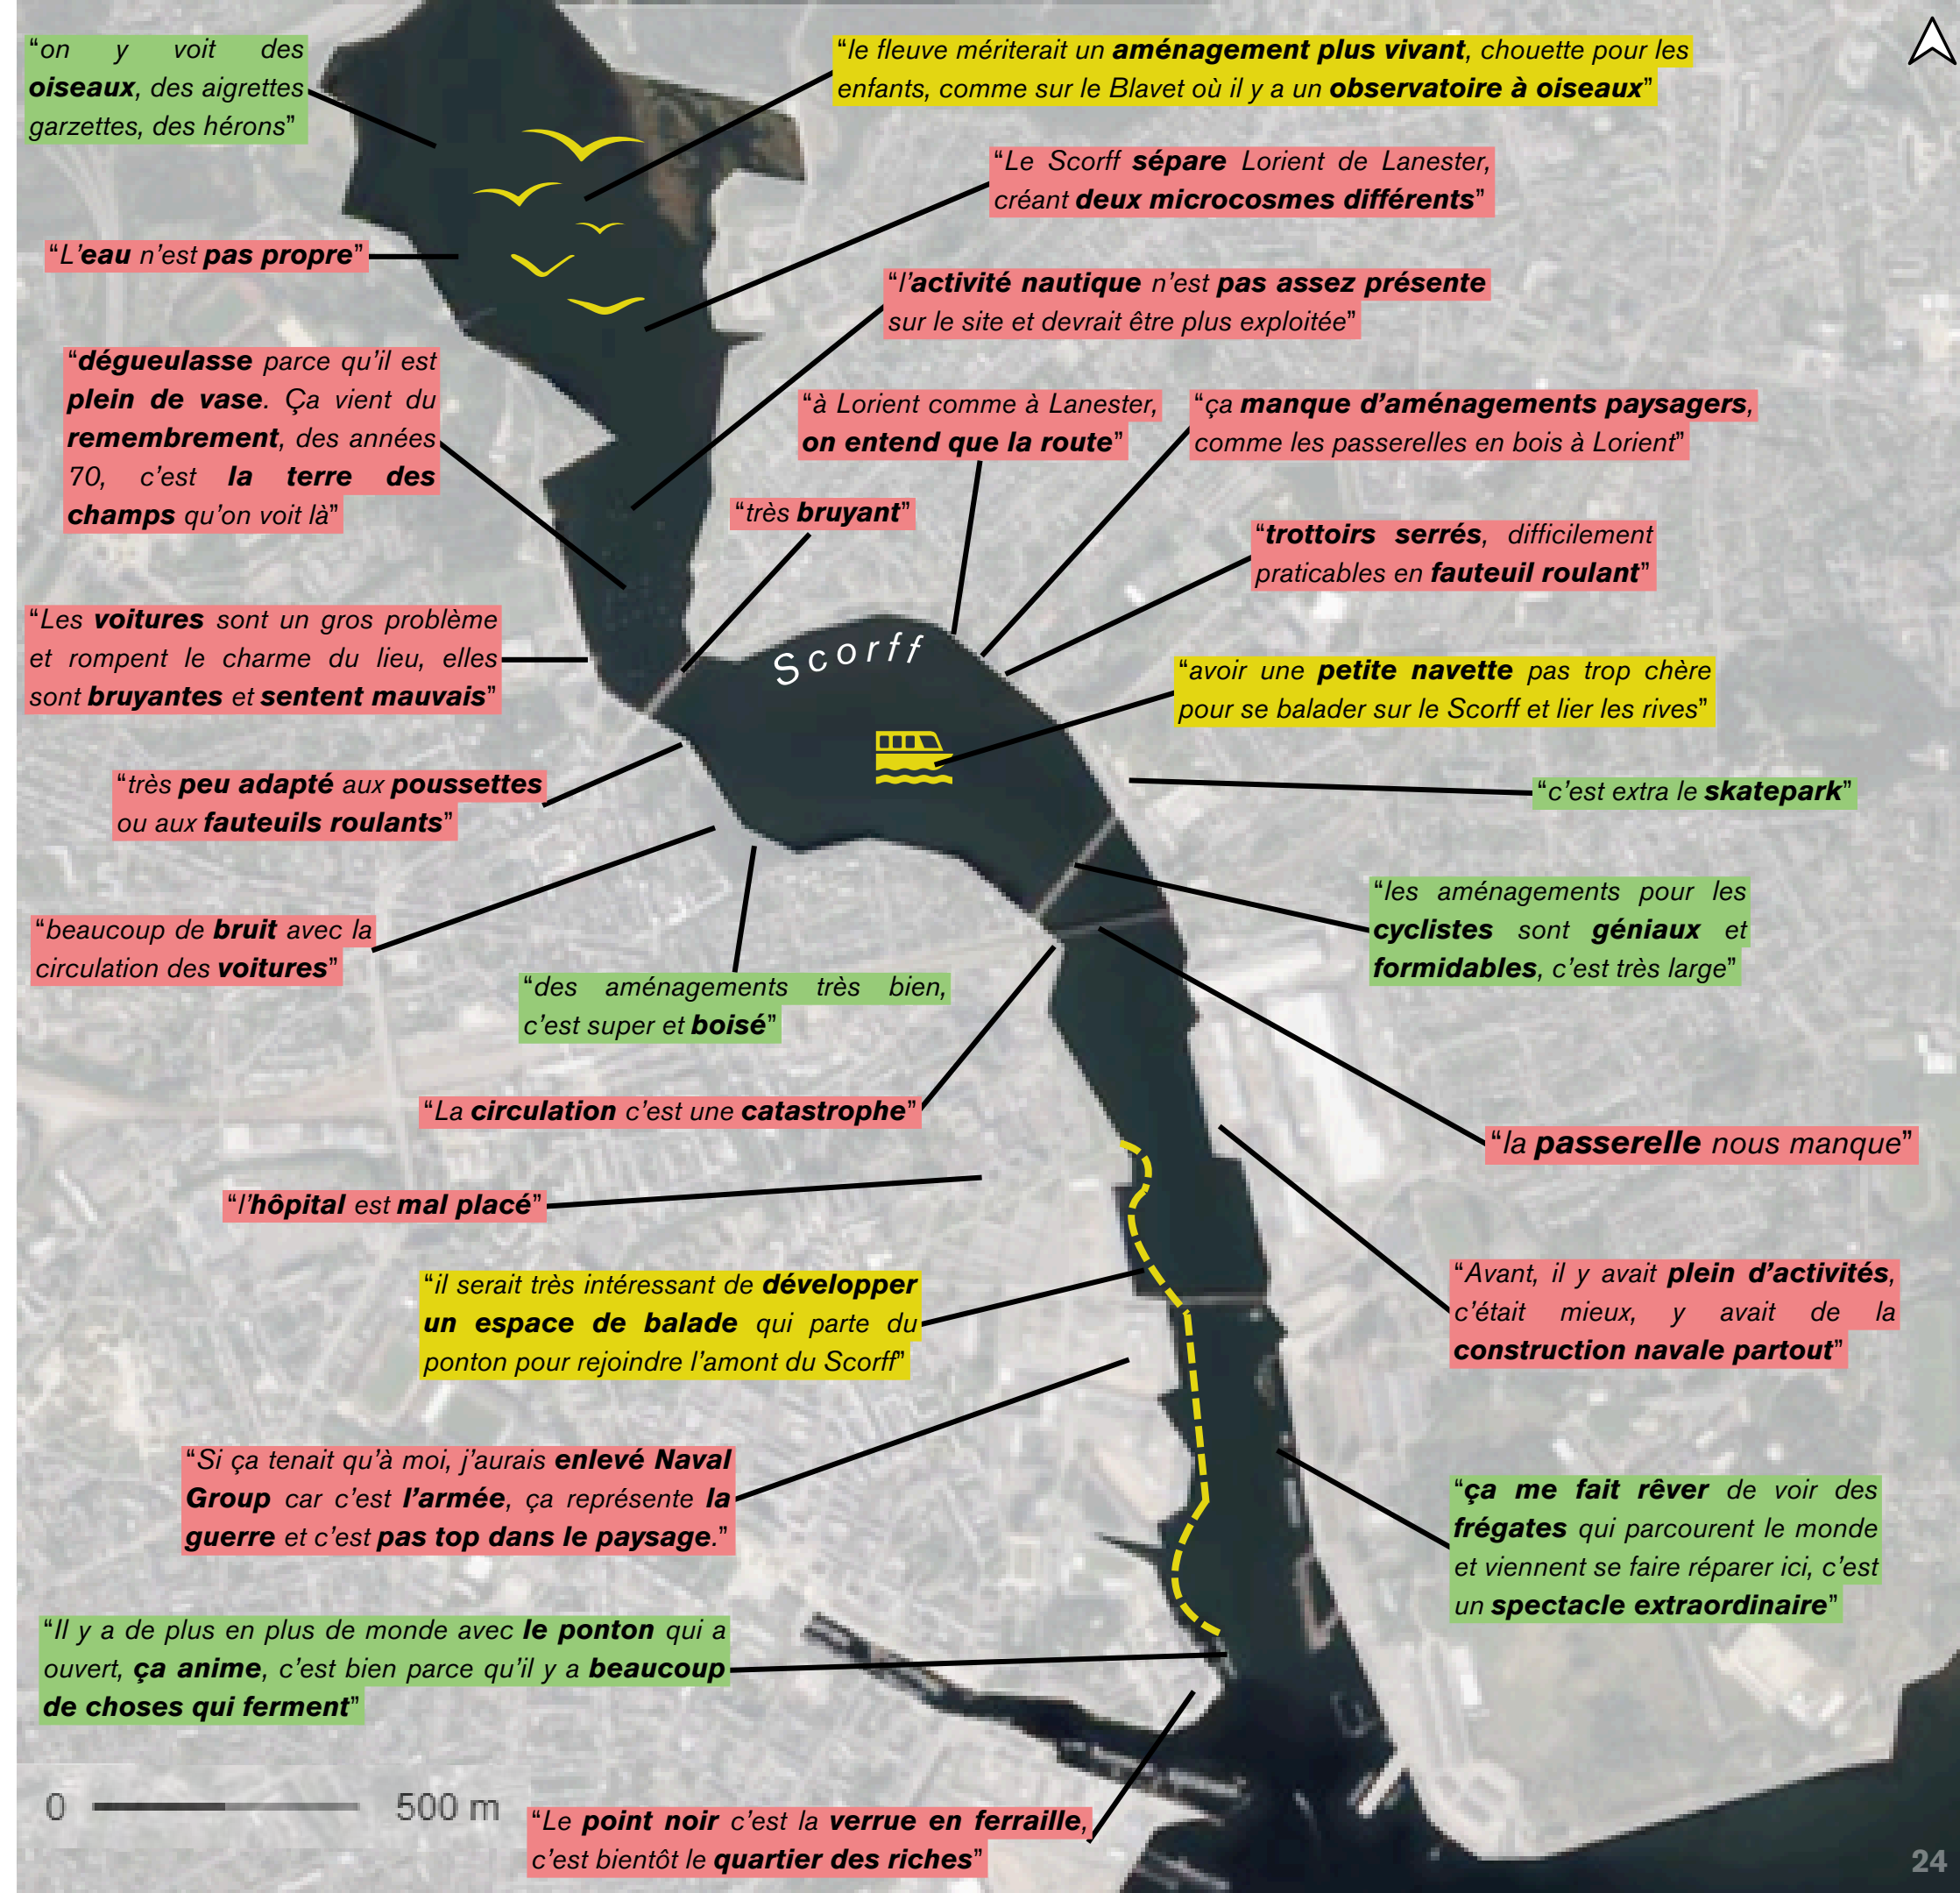 “on y voit des
oiseaux, des aigrettes
garzettes, des hérons”
“le fleuve mériterait un aménagement plus vivant, chouette pour les
enfants, comme sur le Blavet où il y a un observatoire à oiseaux”
“Le Scorff sépare Lorient de Lanester,
créant deux microcosmes différents”
“L’eau n’est pas propre”
“l’activité nautique n’est pas assez présente
sur le site et devrait être plus exploitée”
“dégueulasse parce qu’il est
plein de vase. Ça vient du
remembrement, des années
70, c’est la terre des
champs qu’on voit là”
“à Lorient comme à Lanester,
on entend que la route”
“ça manque d’aménagements paysagers,
comme les passerelles en bois à Lorient”
“très bruyant”
“trottoirs serrés, difficilement
praticables en fauteuil roulant”
“Les voitures sont un gros problème
et rompent le charme du lieu, elles
sont bruyantes et sentent mauvais”
Scorff
“avoir une petite navette pas trop chère
pour se balader sur le Scorff et lier les rives”
“très peu adapté aux poussettes
ou aux fauteuils roulants”
“c’est extra le skatepark”
“beaucoup de bruit avec la
circulation des voitures”
“les aménagements pour les
cyclistes sont géniaux et
formidables, c’est très large”
“des aménagements très bien,
c’est super et boisé”
“La circulation c’est une catastrophe”
“la passerelle nous manque”
“l’hôpital est mal placé”
“il serait très intéressant de développer
un espace de balade qui parte du
ponton pour rejoindre l’amont du Scorff”
“Avant, il y avait plein d’activités,
c’était mieux, y avait de la
construction navale partout”
“Si ça tenait qu’à moi, j’aurais enlevé Naval
Group car c’est l’armée, ça représente la
guerre et c’est pas top dans le paysage.”
“ça me fait rêver de voir des
frégates qui parcourent le monde
et viennent se faire réparer ici, c’est
un spectacle extraordinaire”
“Il y a de plus en plus de monde avec le ponton qui a
ouvert, ça anime, c’est bien parce qu’il y a beaucoup
de choses qui ferment”
0 500 m
“Le point noir c’est la verrue en ferraille,
c’est bientôt le quartier des riches”
24